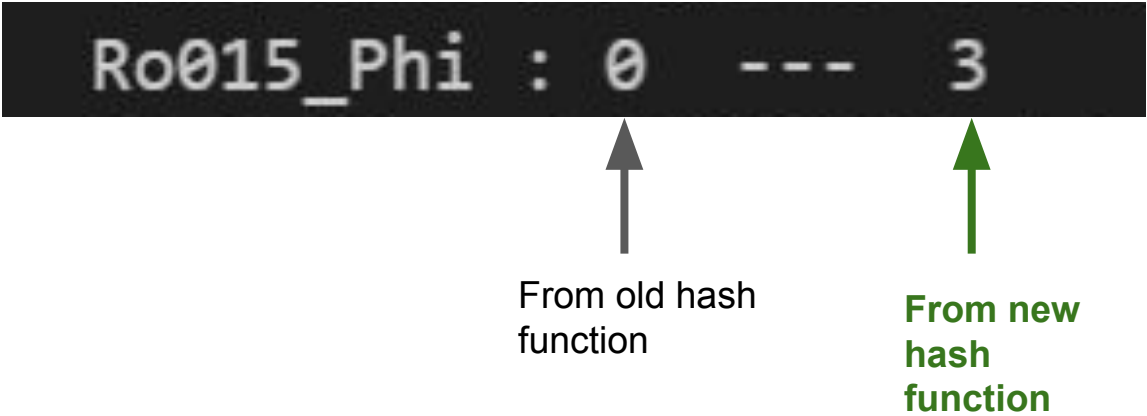 Ro015_Phi : 0 --- 3
From old hash
function
From new
hash
function